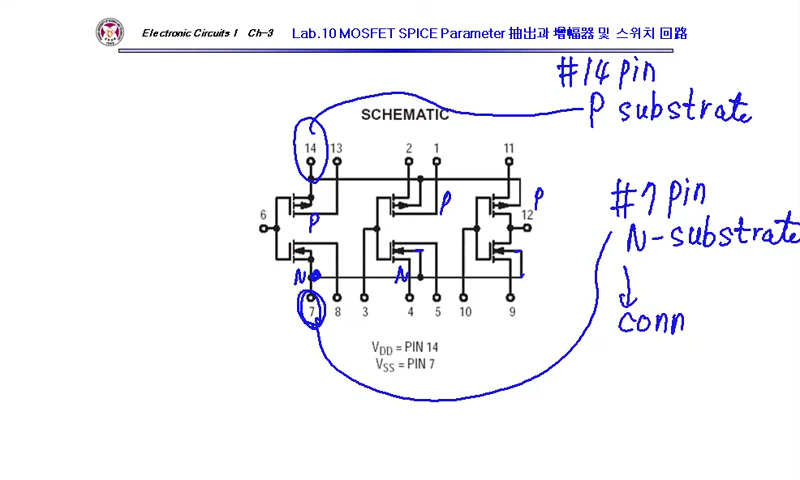 Electronic Circuits 1 Ch-3 Lab.10 MOSFET SPICE Parameter 抽出과 增幅器 및 스위치 回路
#14 pin
P substrate
SCHEMATIC
14 13 2 1 11
P P P
6 12
#7 pin
N-substrate
N N
7 8 3 4 5 10 9
conn
VDD = PIN 14
VSS = PIN 7